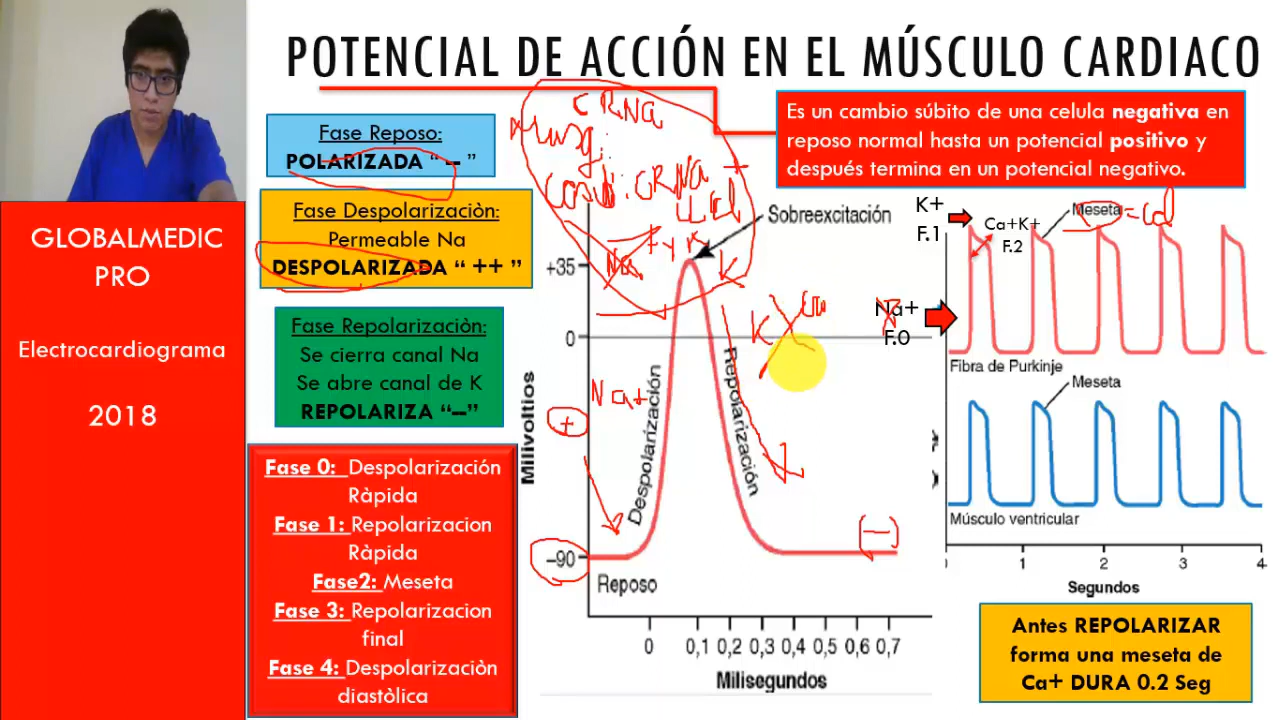 POTENCIAL DE ACCIÓN EN EL MÚSCULO CARDIACO
Fase Reposo:
POLARIZADA “ – ”
Fase Despolarizaciòn:
Permeable Na
DESPOLARIZADA “ ++ ”
Fase Repolarizaciòn:
Se cierra canal Na
Se abre canal de K
REPOLARIZA “–”
Fase 0: Despolarización
Ràpida
Fase 1: Repolarizacion
Ràpida
Fase2: Meseta
Fase 3: Repolarizacion
final
Fase 4: Despolarizaciòn
diastòlica
GLOBALMEDIC
PRO
Electrocardiograma
2018
Es un cambio súbito de una celula negativa en
reposo normal hasta un potencial positivo y
después termina en un potencial negativo.
CRNa
CRNa +
Na
K
Na+
+
K
(–)
Sobreexcitación
+35
0
–90
Milivoltios
Despolarización
Repolarización
Reposo
0 0,1 0,2 0,3 0,4 0,5 0,6 0,7
Milisegundos
K+
F.1
Ca+K+
F.2
Meseta
Na+
F.0
Fibra de Purkinje
Meseta
Músculo ventricular
0 1 2 3 4
Segundos
Antes REPOLARIZAR
forma una meseta de
Ca+ DURA 0.2 Seg